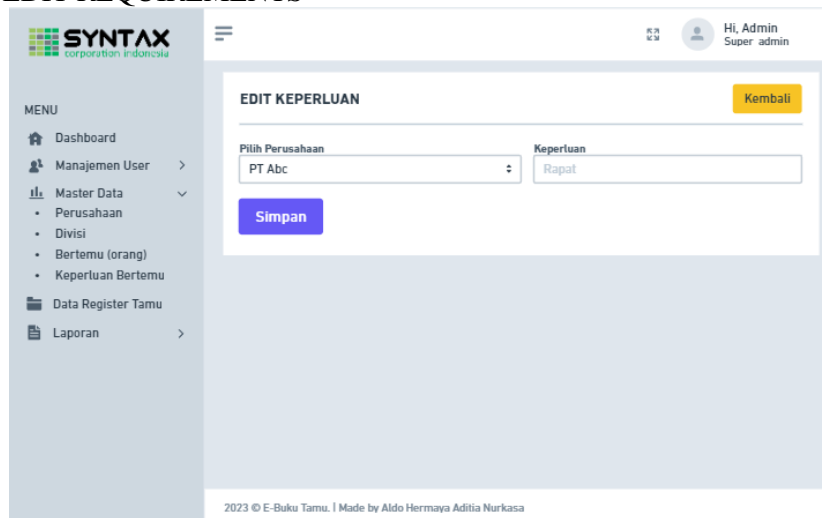 EDIT REQUIREMENTS
SYNTAX
corporation indonesia
Hi, Admin
Super admin
MENU
Dashboard
Manajemen User
Master Data
Perusahaan
Divisi
Bertemu (orang)
Keperluan Bertemu
Data Register Tamu
Laporan
EDIT KEPERLUAN
Kembali
Pilih Perusahaan
PT Abc
Keperluan
Rapat
Simpan
2023 © E-Buku Tamu. | Made by Aldo Hermaya Aditia Nurkasa